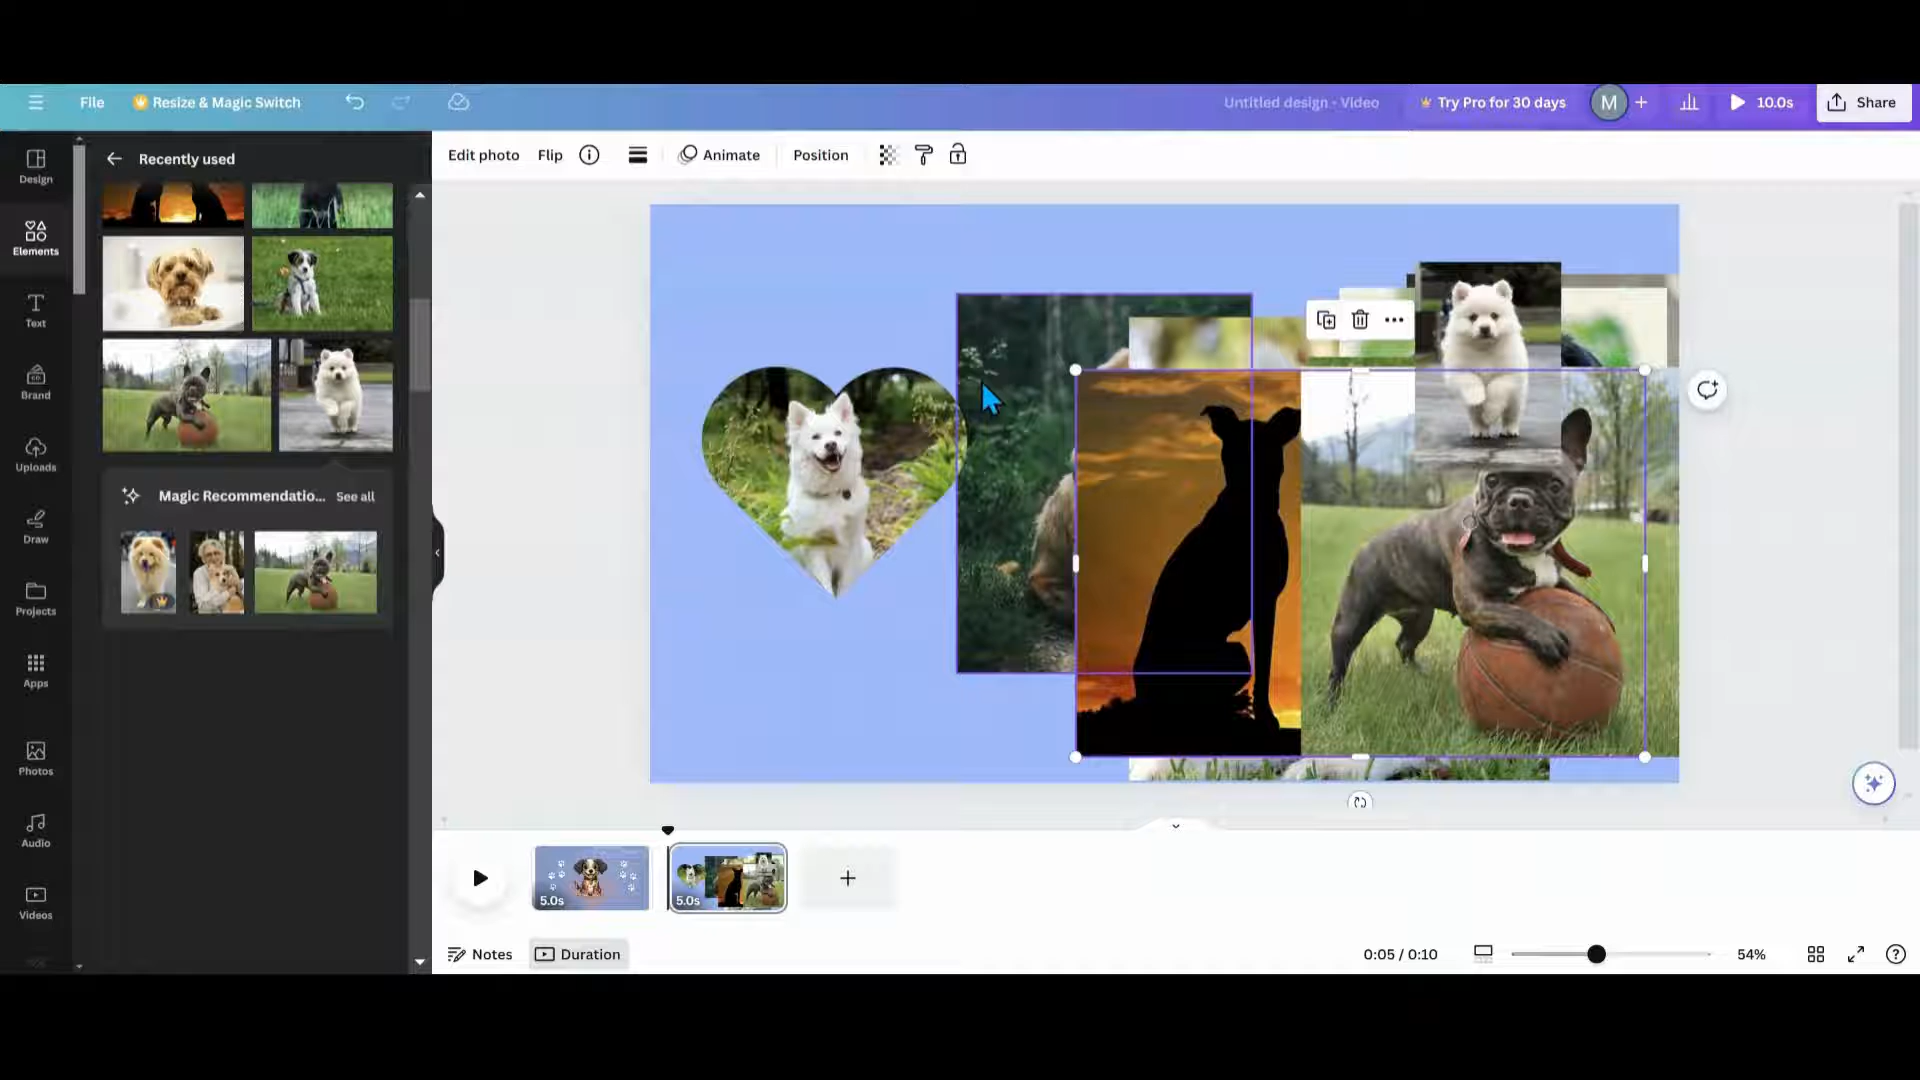 File
Resize & Magic Switch
Untitled design - Video
Try Pro for 30 days
M
10.0s
Share
Design
Elements
Text
Brand
Uploads
Draw
Projects
Apps
Photos
Audio
Videos
Recently used
Magic Recommendatio...
See all
Edit photo
Flip
Animate
Position
5.0s
5.0s
Notes
Duration
0:05 / 0:10
54%